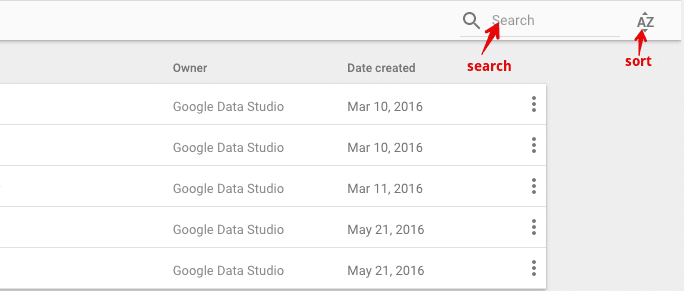 Search
AZ
search
sort
Owner Date created
Google Data Studio Mar 10, 2016
Google Data Studio Mar 10, 2016
Google Data Studio Mar 11, 2016
Google Data Studio May 21, 2016
Google Data Studio May 21, 2016